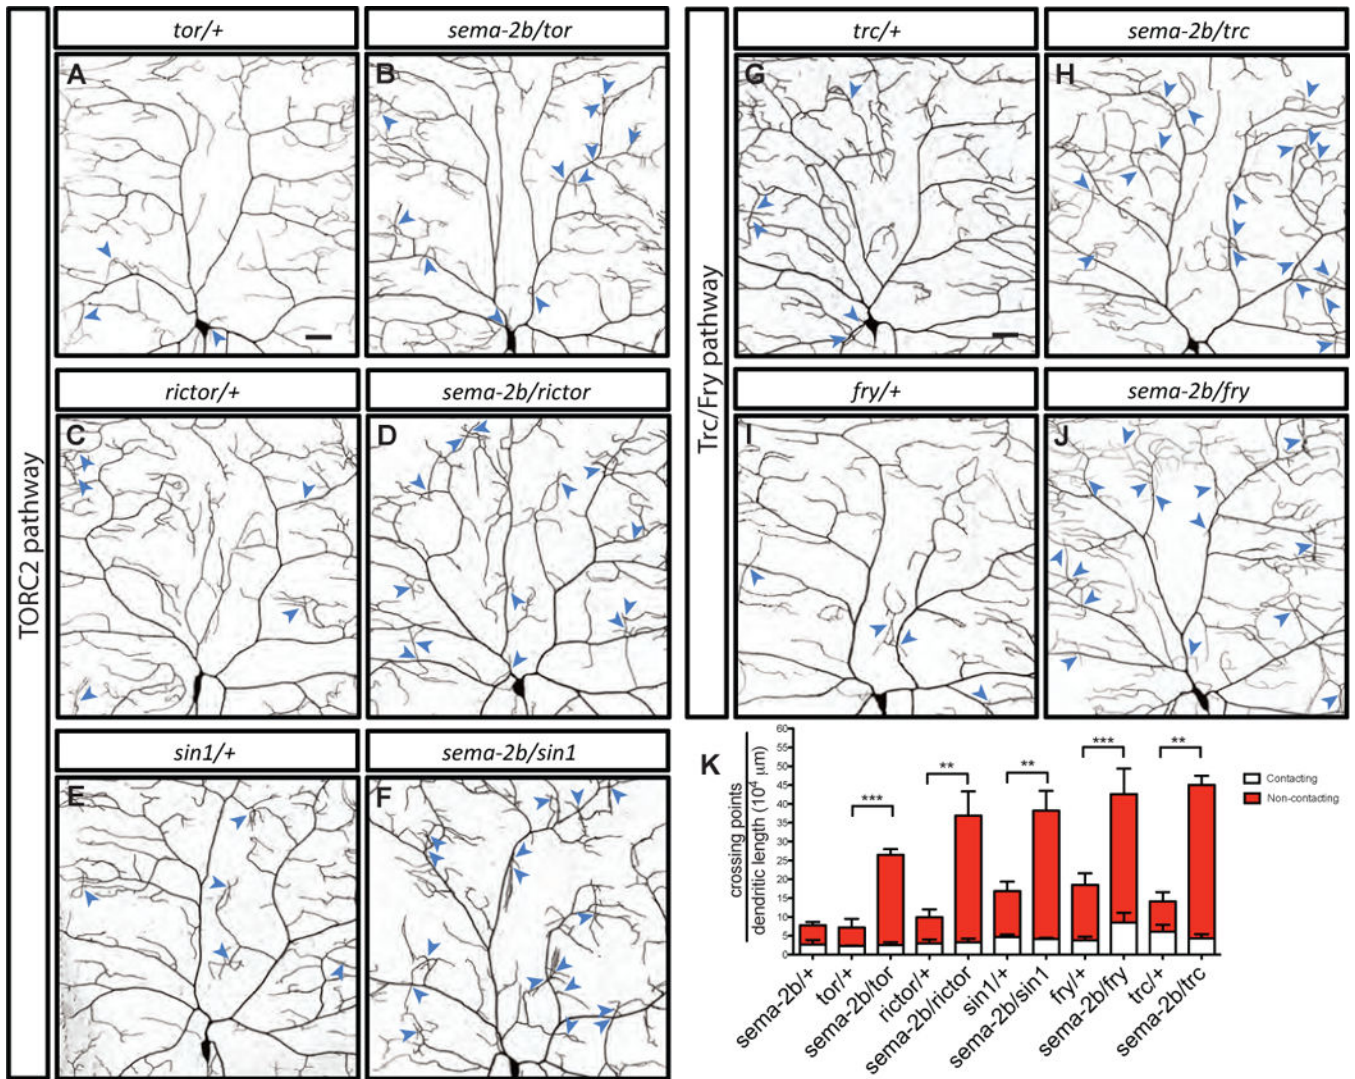 TORC2 pathway
tor/+
sema-2b/tor
A
B
rictor/+
sema-2b/rictor
C
D
sin1/+
sema-2b/sin1
E
F
Trc/Fry pathway
trc/+
sema-2b/trc
G
H
fry/+
sema-2b/fry
I
J
K
crossing points
dendritic length (10⁴ µm)
60
55
50
45
40
35
30
25
20
15
10
5
0
***
**
**
***
**
Contacting
Non-contacting
sema-2b/+
tor/+
sema-2b/tor
rictor/+
sema-2b/rictor
sin1/+
sema-2b/sin1
fry/+
sema-2b/fry
trc/+
sema-2b/trc